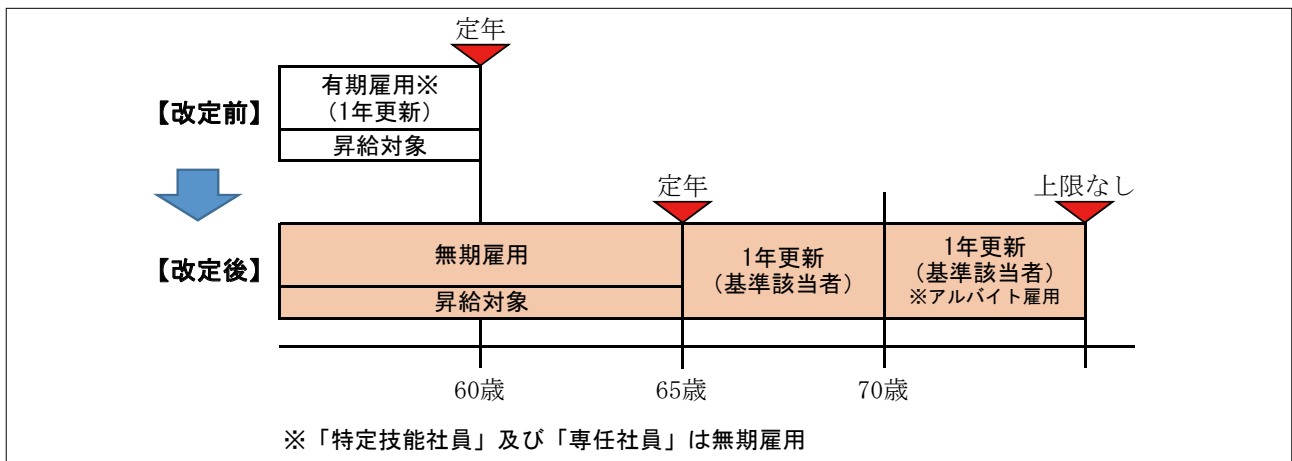 定年
【改定前】
有期雇用※
(1年更新)
昇給対象
定年
上限なし
【改定後】
無期雇用
昇給対象
1年更新
(基準該当者)
1年更新
(基準該当者)
※アルバイト雇用
60歳
65歳
70歳
※「特定技能社員」及び「専任社員」は無期雇用